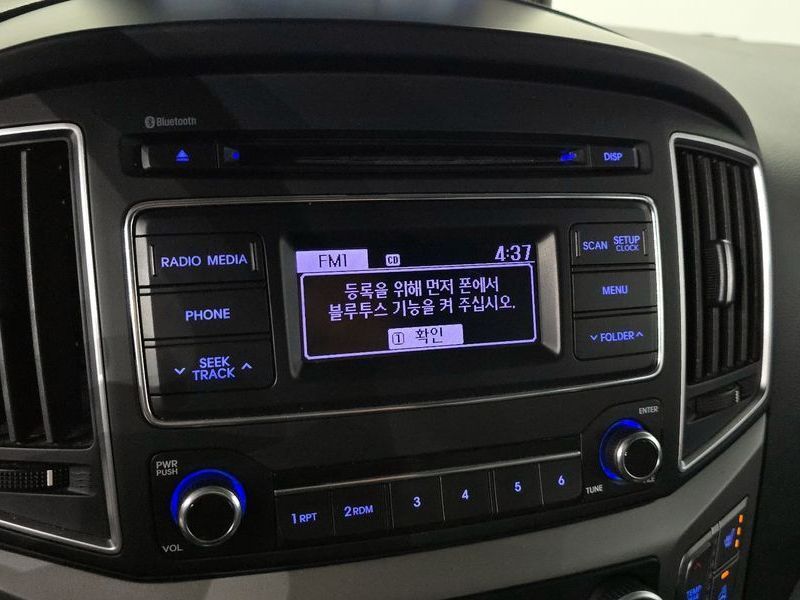 Bluetooth
DISP
RADIO MEDIA
PHONE
SEEK
TRACK
FM1 CD 4:37
등록을 위해 먼저 폰에서
블루투스 기능을 켜 주십시오.
① 확인
SCAN SETUP
CLOCK
MENU
FOLDER
PWR
PUSH
VOL
1 RPT 2 RDM 3 4 5 6
ENTER
TUNE
TEMP